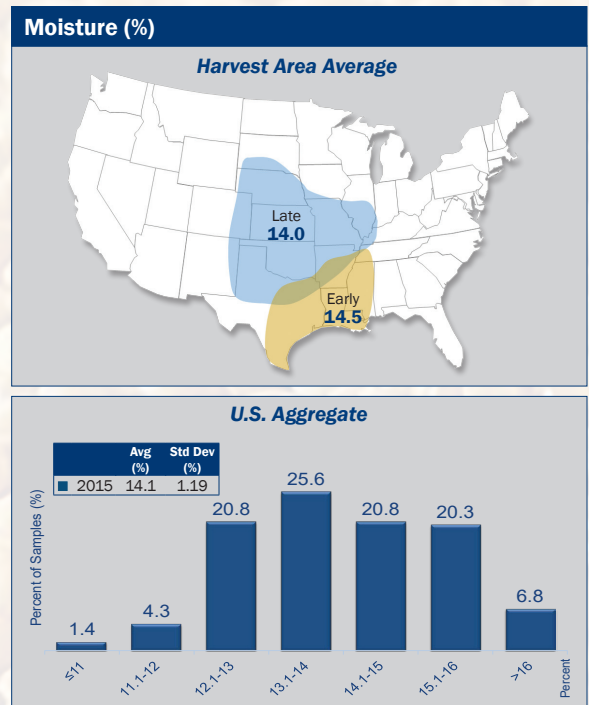 Moisture (%)
Harvest Area Average
Late
14.0
Early
14.5
U.S. Aggregate
Avg Std Dev
(%) (%)
2015 14.1 1.19
Percent of Samples (%)
1.4 4.3 20.8 25.6 20.8 20.3 6.8
≤11 11.1-12 12.1-13 13.1-14 14.1-15 15.1-16 >16
Percent